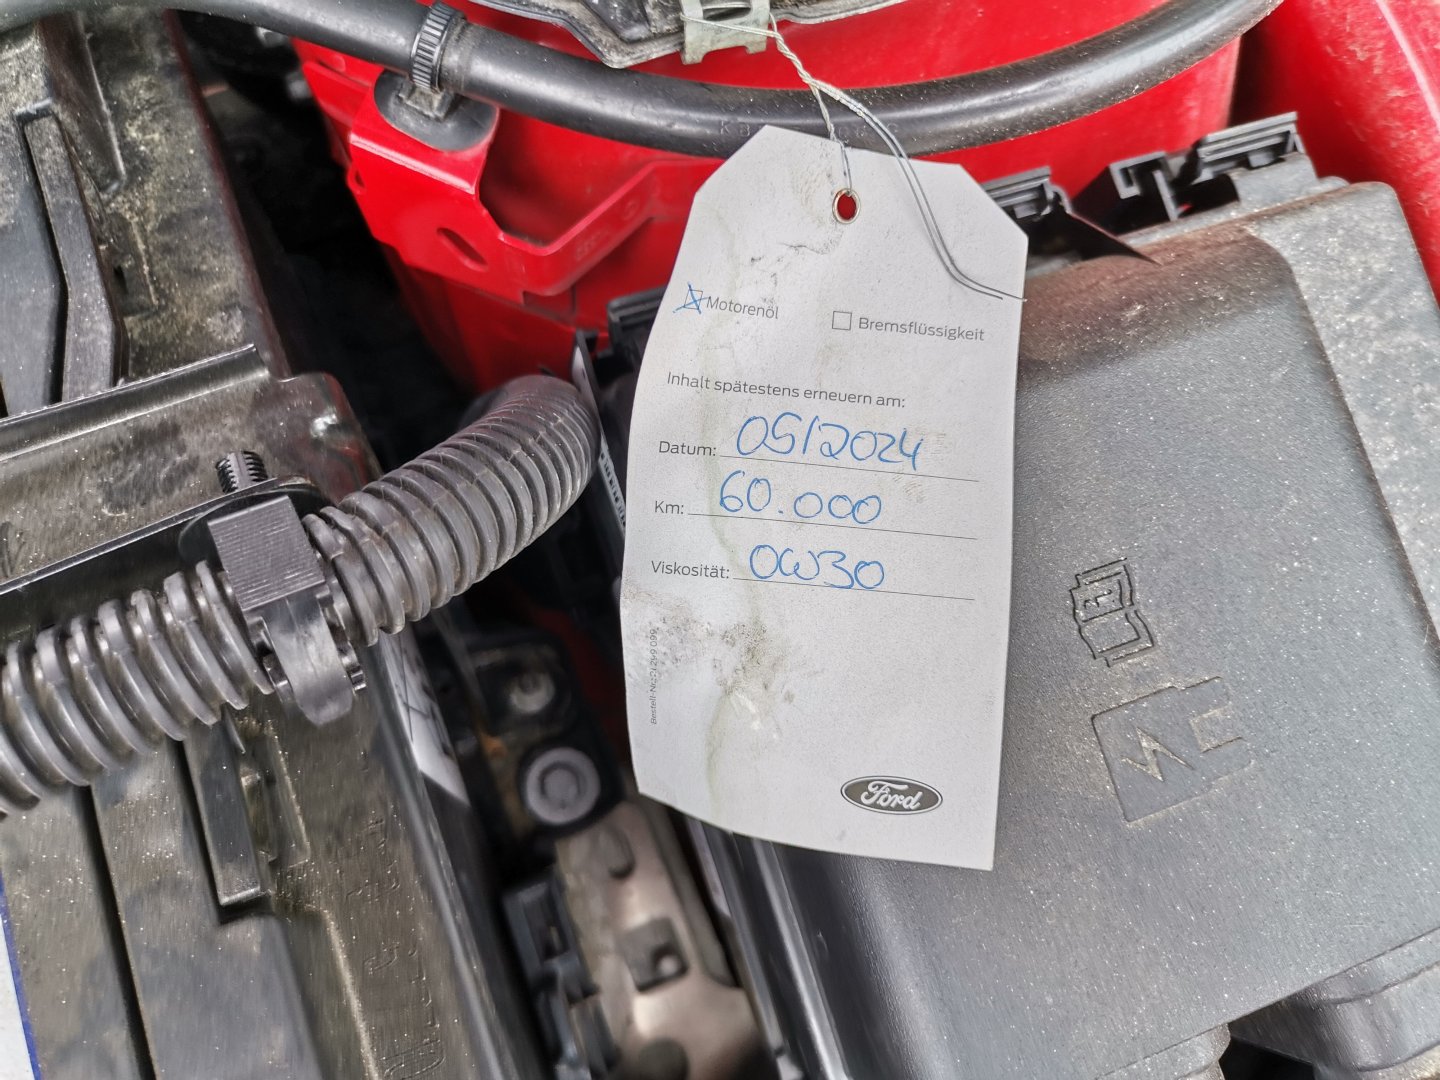 Motorenöl
Bremsflüssigkeit
Inhalt spätestens erneuern am:
Datum: 05/2024
Km: 60.000
Viskosität: 0W30
Ford